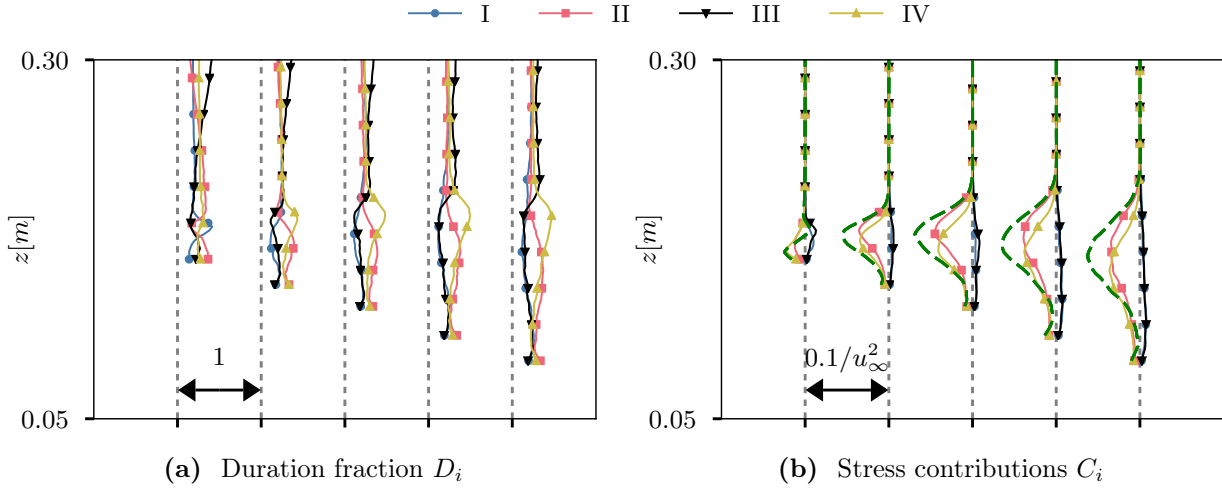 I II III IV
0.30
z[m]
1
0.05
(a) Duration fraction D_i
0.30
z[m]
0.1/u_∞^2
0.05
(b) Stress contributions C_i